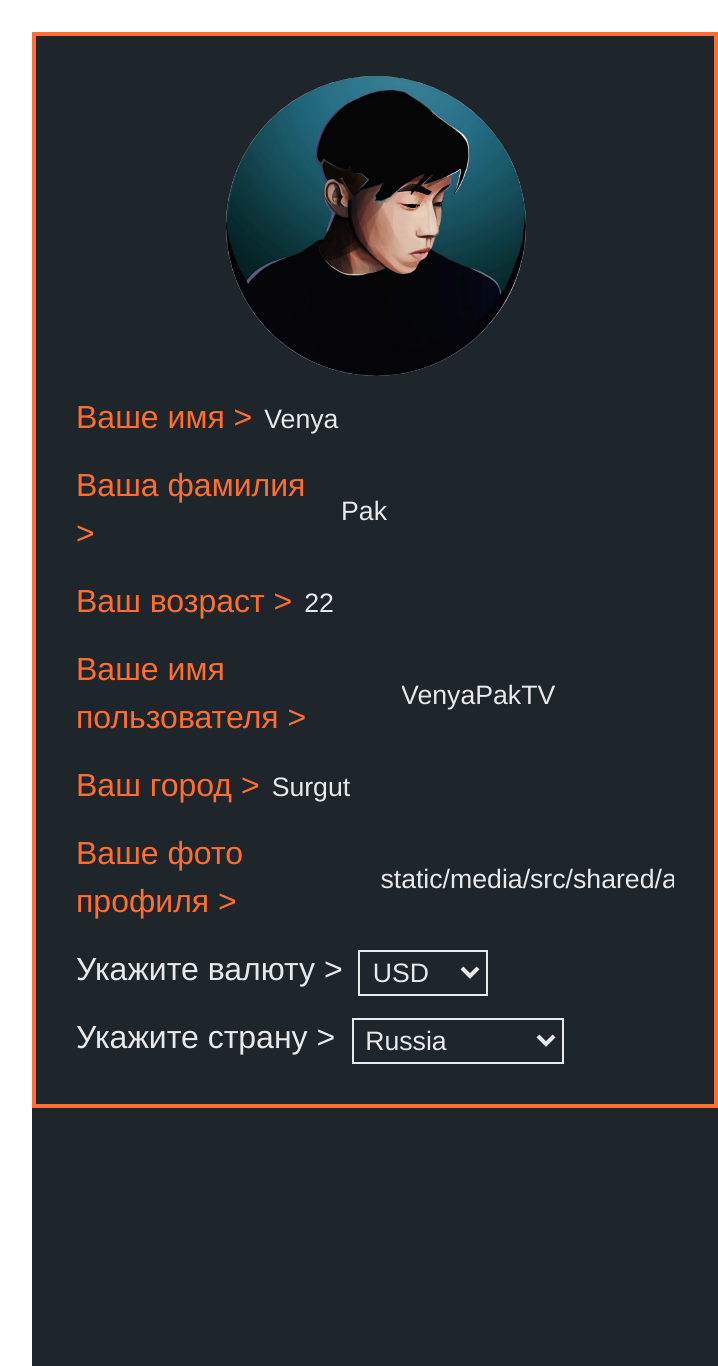 Ваше имя > Venya
Ваша фамилия
> Pak
Ваш возраст > 22
Ваше имя
пользователя > VenyaPakTV
Ваш город > Surgut
Ваше фото
профиля > static/media/src/shared/a
Укажите валюту > USD
Укажите страну > Russia